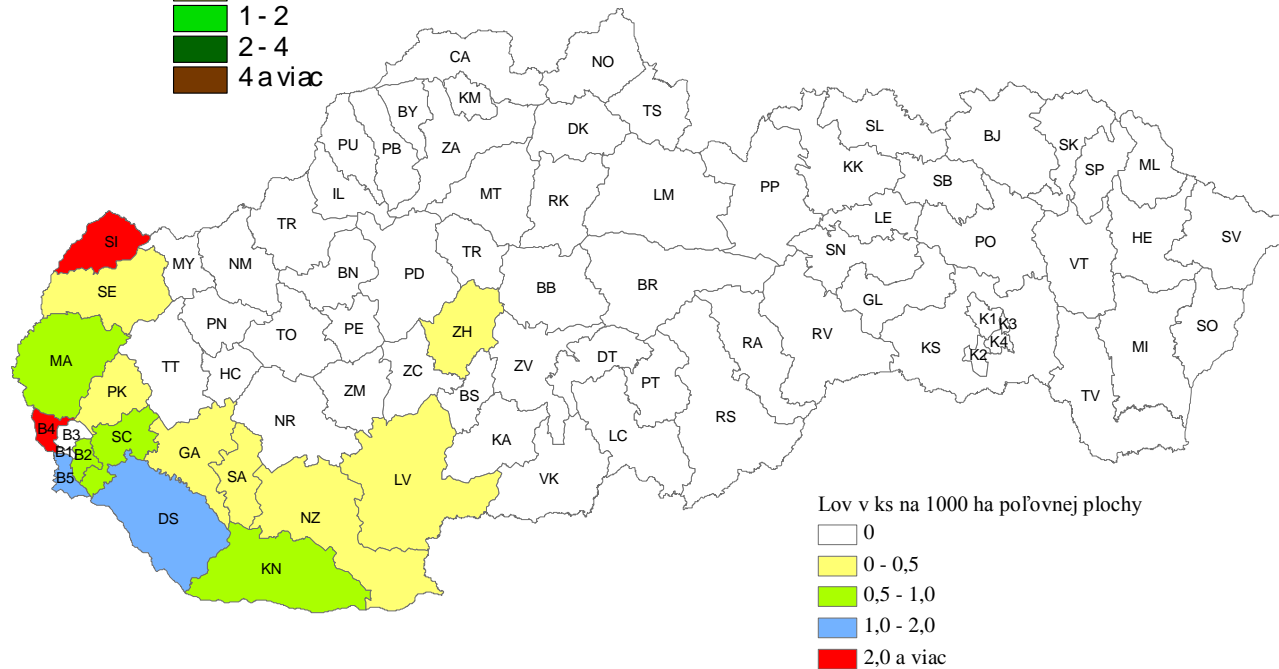 1 - 2
2 - 4
4 a viac
CA
NO
KM
BY
TS
DK
PU
PB
ZA
SL
BJ
SK
ML
SP
KK
SB
IL
MT
RK
LM
PP
TR
LE
PO
HE
SV
SI
MY
NM
BN
PD
TR
BB
BR
SN
VT
SE
GL
PN
TO
PE
ZH
RA
RV
KS
K1
K3
K4
K2
SO
MI
MA
TT
HC
ZM
ZC
ZV
DT
PT
PK
BS
TV
NR
RS
B4
B3
SC
KA
LC
B1
B2
GA
SA
LV
VK
B5
DS
NZ
KN
Lov v ks na 1000 ha poľovnej plochy
0
0 - 0,5
0,5 - 1,0
1,0 - 2,0
2,0 a viac